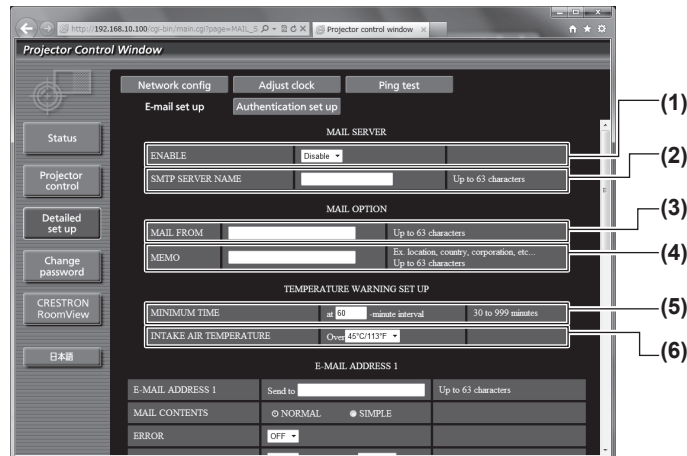 http://192.168.10.100/cgi-bin/main.cgi?page=MAIL_S
Projector control window
Projector Control Window
Network config Adjust clock Ping test
E-mail set up Authentication set up
Status
Projector control
Detailed set up
Change password
CRESTRON RoomView
日本語
MAIL SERVER
ENABLE Disable
SMTP SERVER NAME Up to 63 characters
MAIL OPTION
MAIL FROM Up to 63 characters
MEMO Ex. location, country, corporation, etc...
Up to 63 characters
TEMPERATURE WARNING SET UP
MINIMUM TIME at 60 -minute interval 30 to 999 minutes
INTAKE AIR TEMPERATURE Over 45°C/113°F
E-MAIL ADDRESS 1
E-MAIL ADDRESS 1 Send to Up to 63 characters
MAIL CONTENTS NORMAL SIMPLE
ERROR OFF
(1)
(2)
(3)
(4)
(5)
(6)